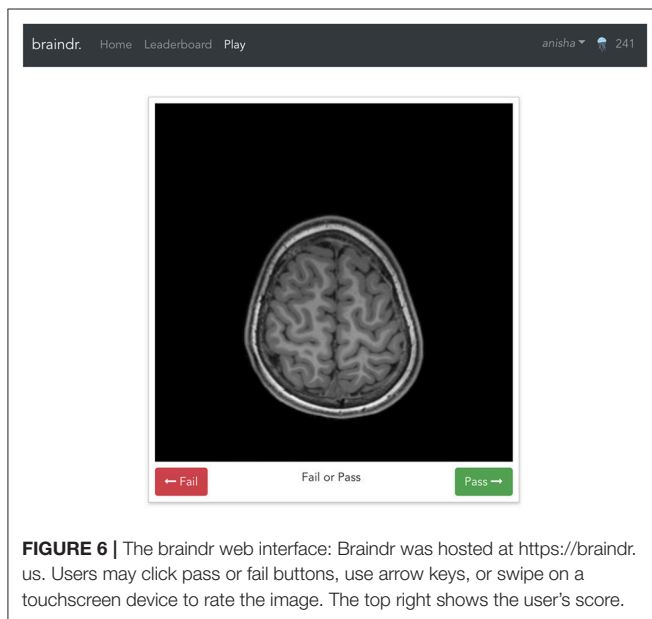 braindr. Home Leaderboard Play anisha 241
← Fail Fail or Pass Pass →
FIGURE 6 | The braindr web interface: Braindr was hosted at https://braindr.
us. Users may click pass or fail buttons, use arrow keys, or swipe on a
touchscreen device to rate the image. The top right shows the user’s score.